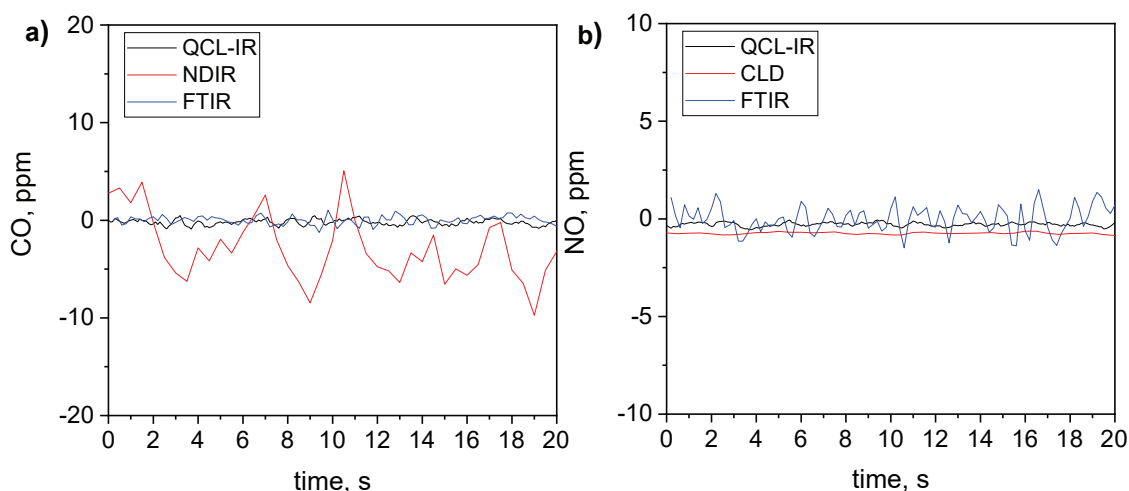 a)
QCL-IR
NDIR
FTIR
CO, ppm
20
10
0
-10
-20
0 2 4 6 8 10 12 14 16 18 20
time, s
b)
QCL-IR
CLD
FTIR
NO, ppm
10
5
0
-5
-10
0 2 4 6 8 10 12 14 16 18 20
time, s